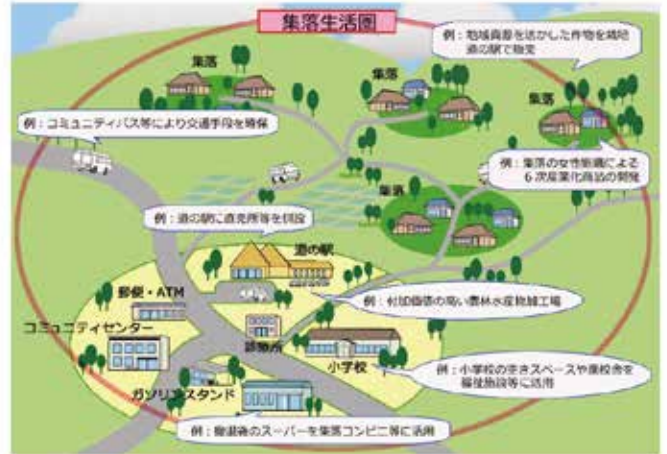 集落生活圏
例：地域資源を活かした作物を栽培
道の駅で販売
集落
集落
集落
例：コミュニティバス等により交通手段を確保
例：集落の女性組織による
６次産業化商品の開発
集落
例：道の駅に直売所等を併設
道の駅
郵便・ATM
例：付加価値の高い農林水産物加工場
コミュニティセンター
診療所
小学校
例：小学校の空きスペースや廃校舎を
福祉施設等に活用
ガソリンスタンド
例：撤退後のスーパーを集落コンビニ等に活用